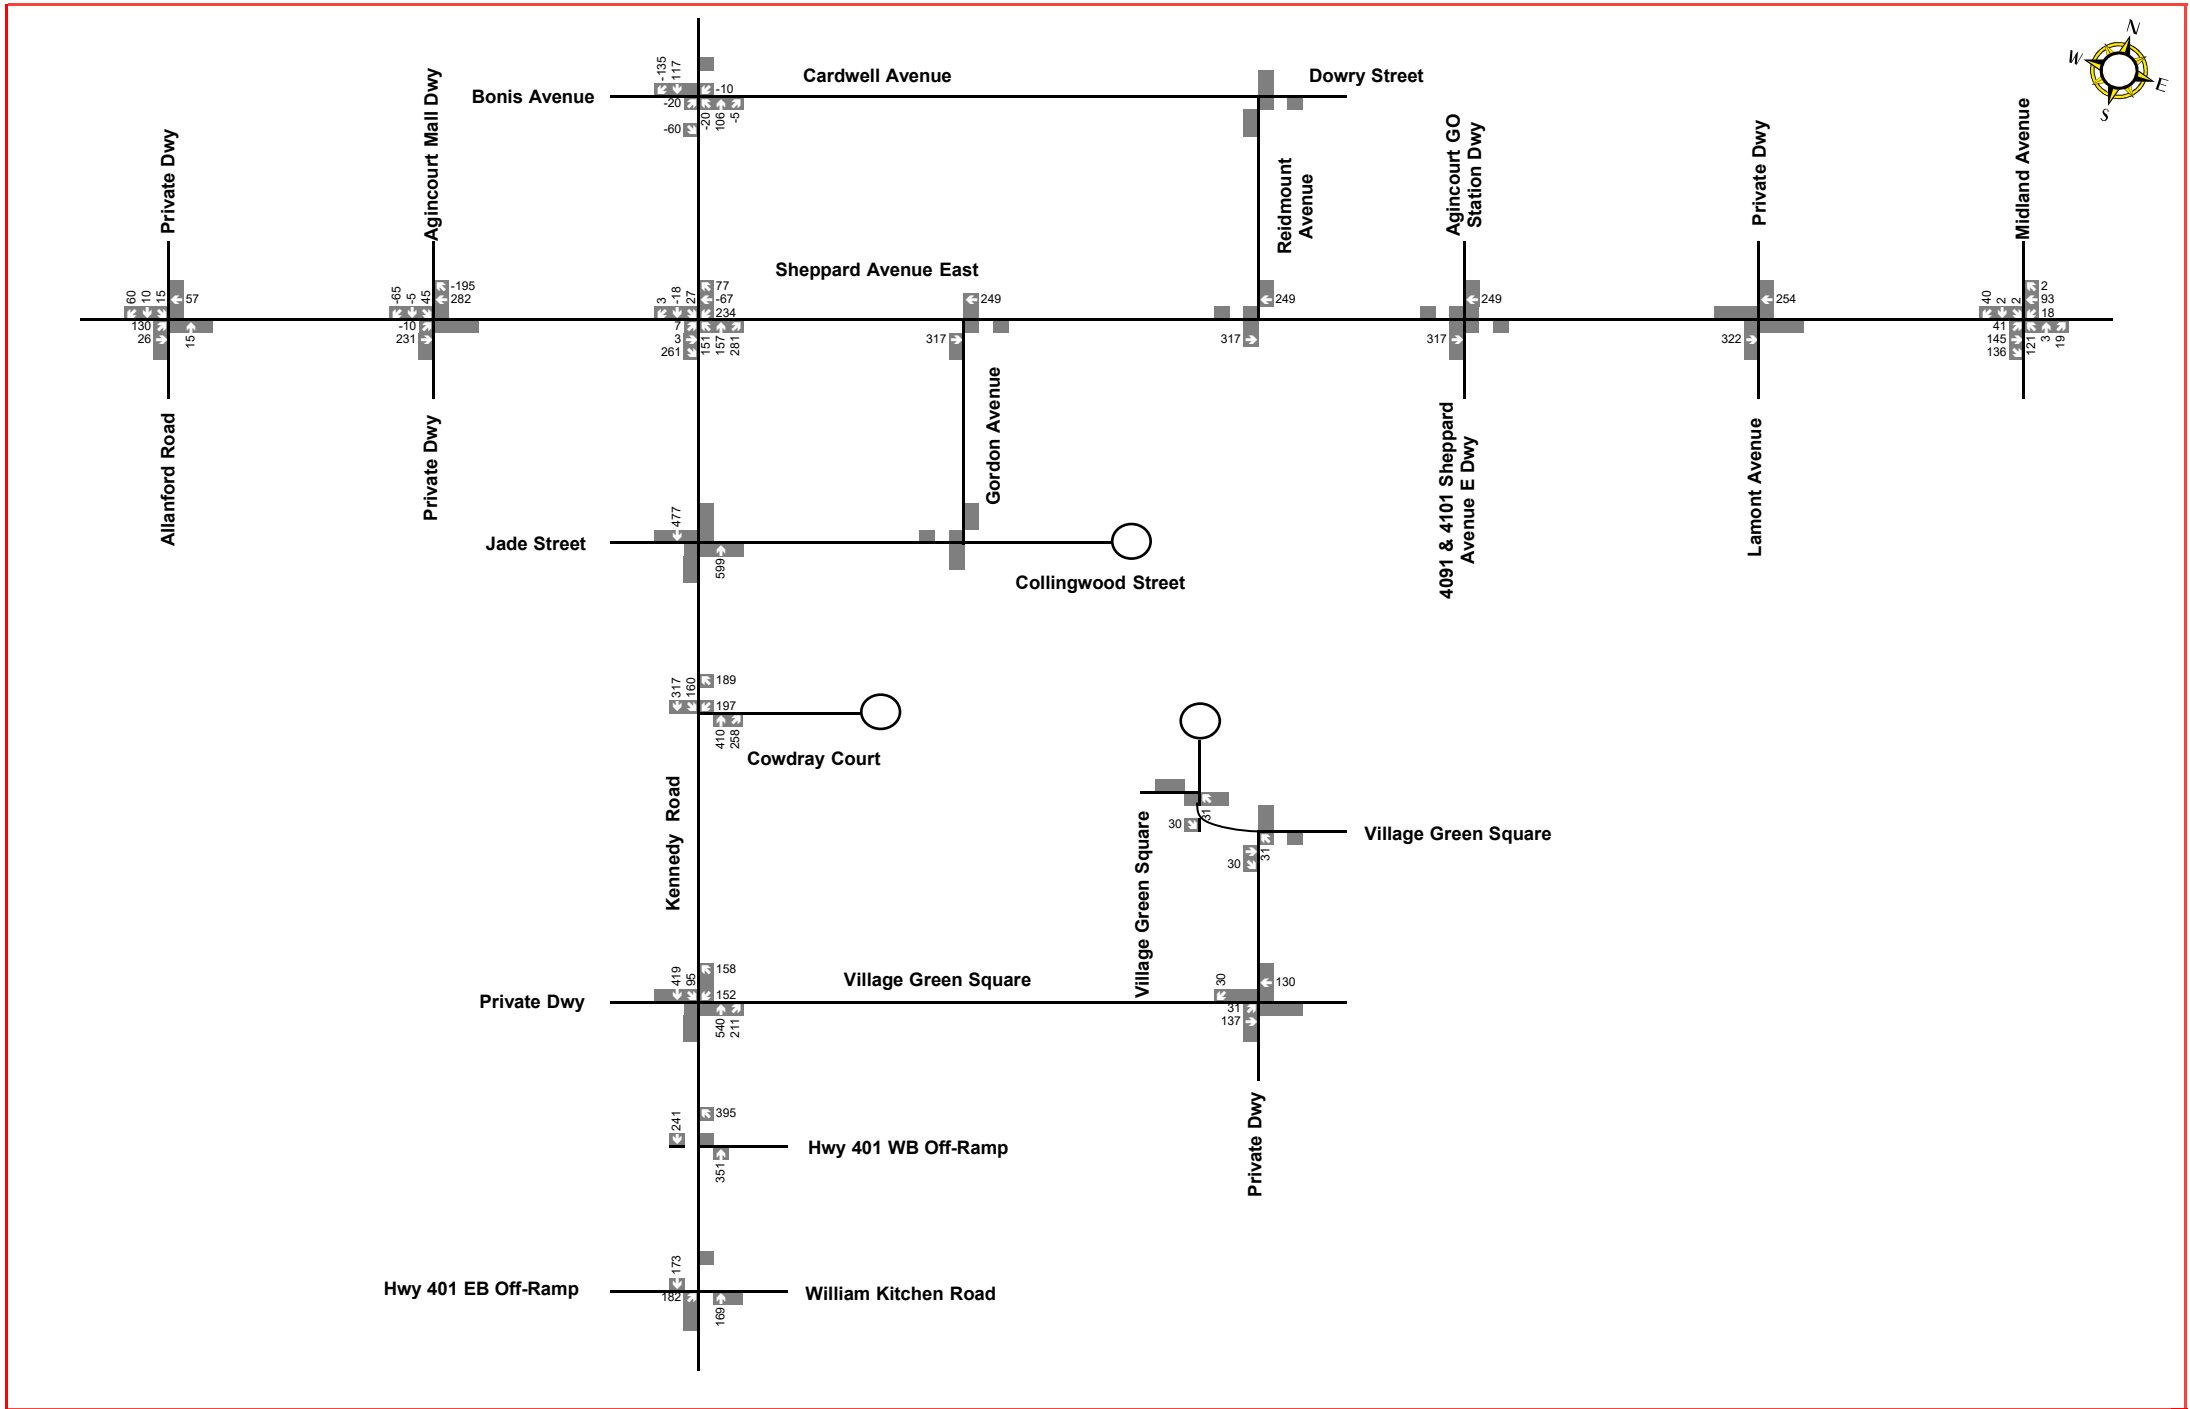 N
W
E
S
-135
117
Cardwell Avenue
Dowry Street
Bonis Avenue
-10
-20
-20
106
-5
-60
Private Dwy
Agincourt Mall Dwy
Reidmount
Avenue
Agincourt GO
Station Dwy
Private Dwy
Midland Avenue
Sheppard Avenue East
60
10
15
57
130
26
15
-65
-5
45
-195
282
-10
231
3
-18
27
77
-67
234
7
3
261
151
157
281
249
317
249
317
249
317
254
322
40
2
2
2
93
18
41
145
136
121
3
19
Allanford Road
Private Dwy
Gordon Avenue
4091 & 4101 Sheppard
Avenue E Dwy
Lamont Avenue
477
Jade Street
599
Collingwood Street
317
160
189
197
410
258
Cowdray Court
Kennedy Road
Village Green Square
31
30
31
30
Village Green Square
419
95
158
152
Private Dwy
Village Green Square
540
211
30
130
31
137
Private Dwy
241
395
Hwy 401 WB Off-Ramp
351
173
Hwy 401 EB Off-Ramp
182
169
William Kitchen Road